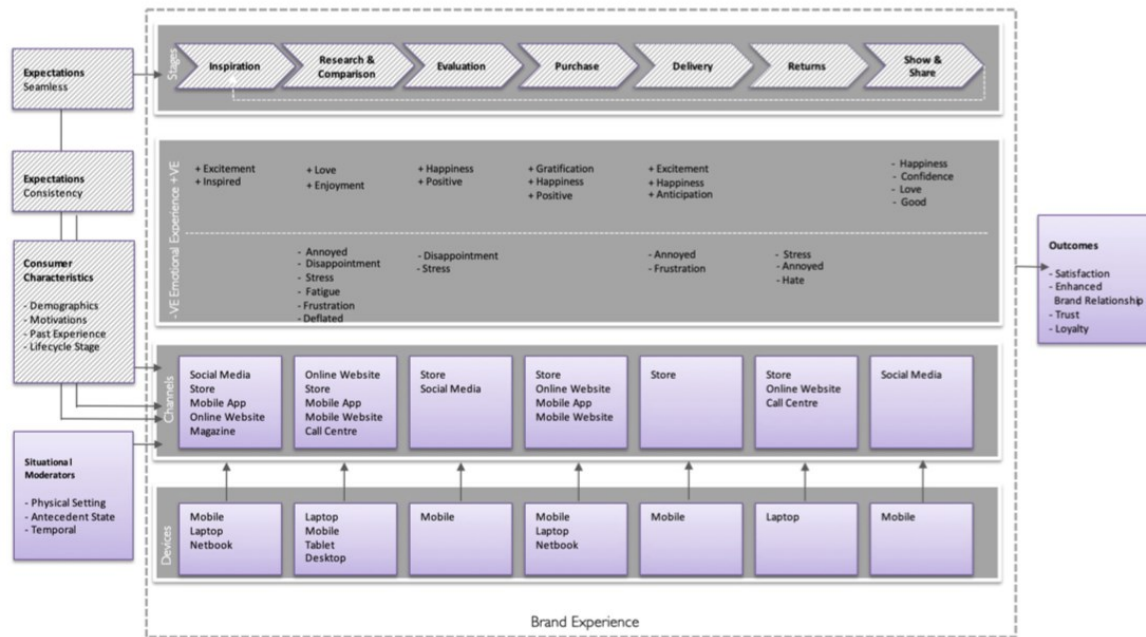 Expectations
Seamless
Expectations
Consistency
Consumer
Characteristics
- Demographics
- Motivations
- Past Experience
- Lifecycle Stage
Situational
Moderators
- Physical Setting
- Antecedent State
- Temporal
Stages
Inspiration
Research &
Comparison
Evaluation
Purchase
Delivery
Returns
Show &
Share
-VE Emotional Experience +VE
+ Excitement
+ Inspired
+ Love
+ Enjoyment
+ Happiness
+ Positive
+ Gratification
+ Happiness
+ Positive
+ Excitement
+ Happiness
+ Anticipation
- Happiness
- Confidence
- Love
- Good
- Annoyed
- Disappointment
- Stress
- Fatigue
- Frustration
- Deflated
- Disappointment
- Stress
- Annoyed
- Frustration
- Stress
- Annoyed
- Hate
Channels
Social Media
Store
Mobile App
Online Website
Magazine
Online Website
Store
Mobile App
Mobile Website
Call Centre
Store
Social Media
Store
Online Website
Mobile App
Mobile Website
Store
Store
Online Website
Call Centre
Social Media
Devices
Mobile
Laptop
Netbook
Laptop
Mobile
Tablet
Desktop
Mobile
Mobile
Laptop
Netbook
Mobile
Laptop
Mobile
Outcomes
- Satisfaction
- Enhanced
Brand Relationship
- Trust
- Loyalty
Brand Experience